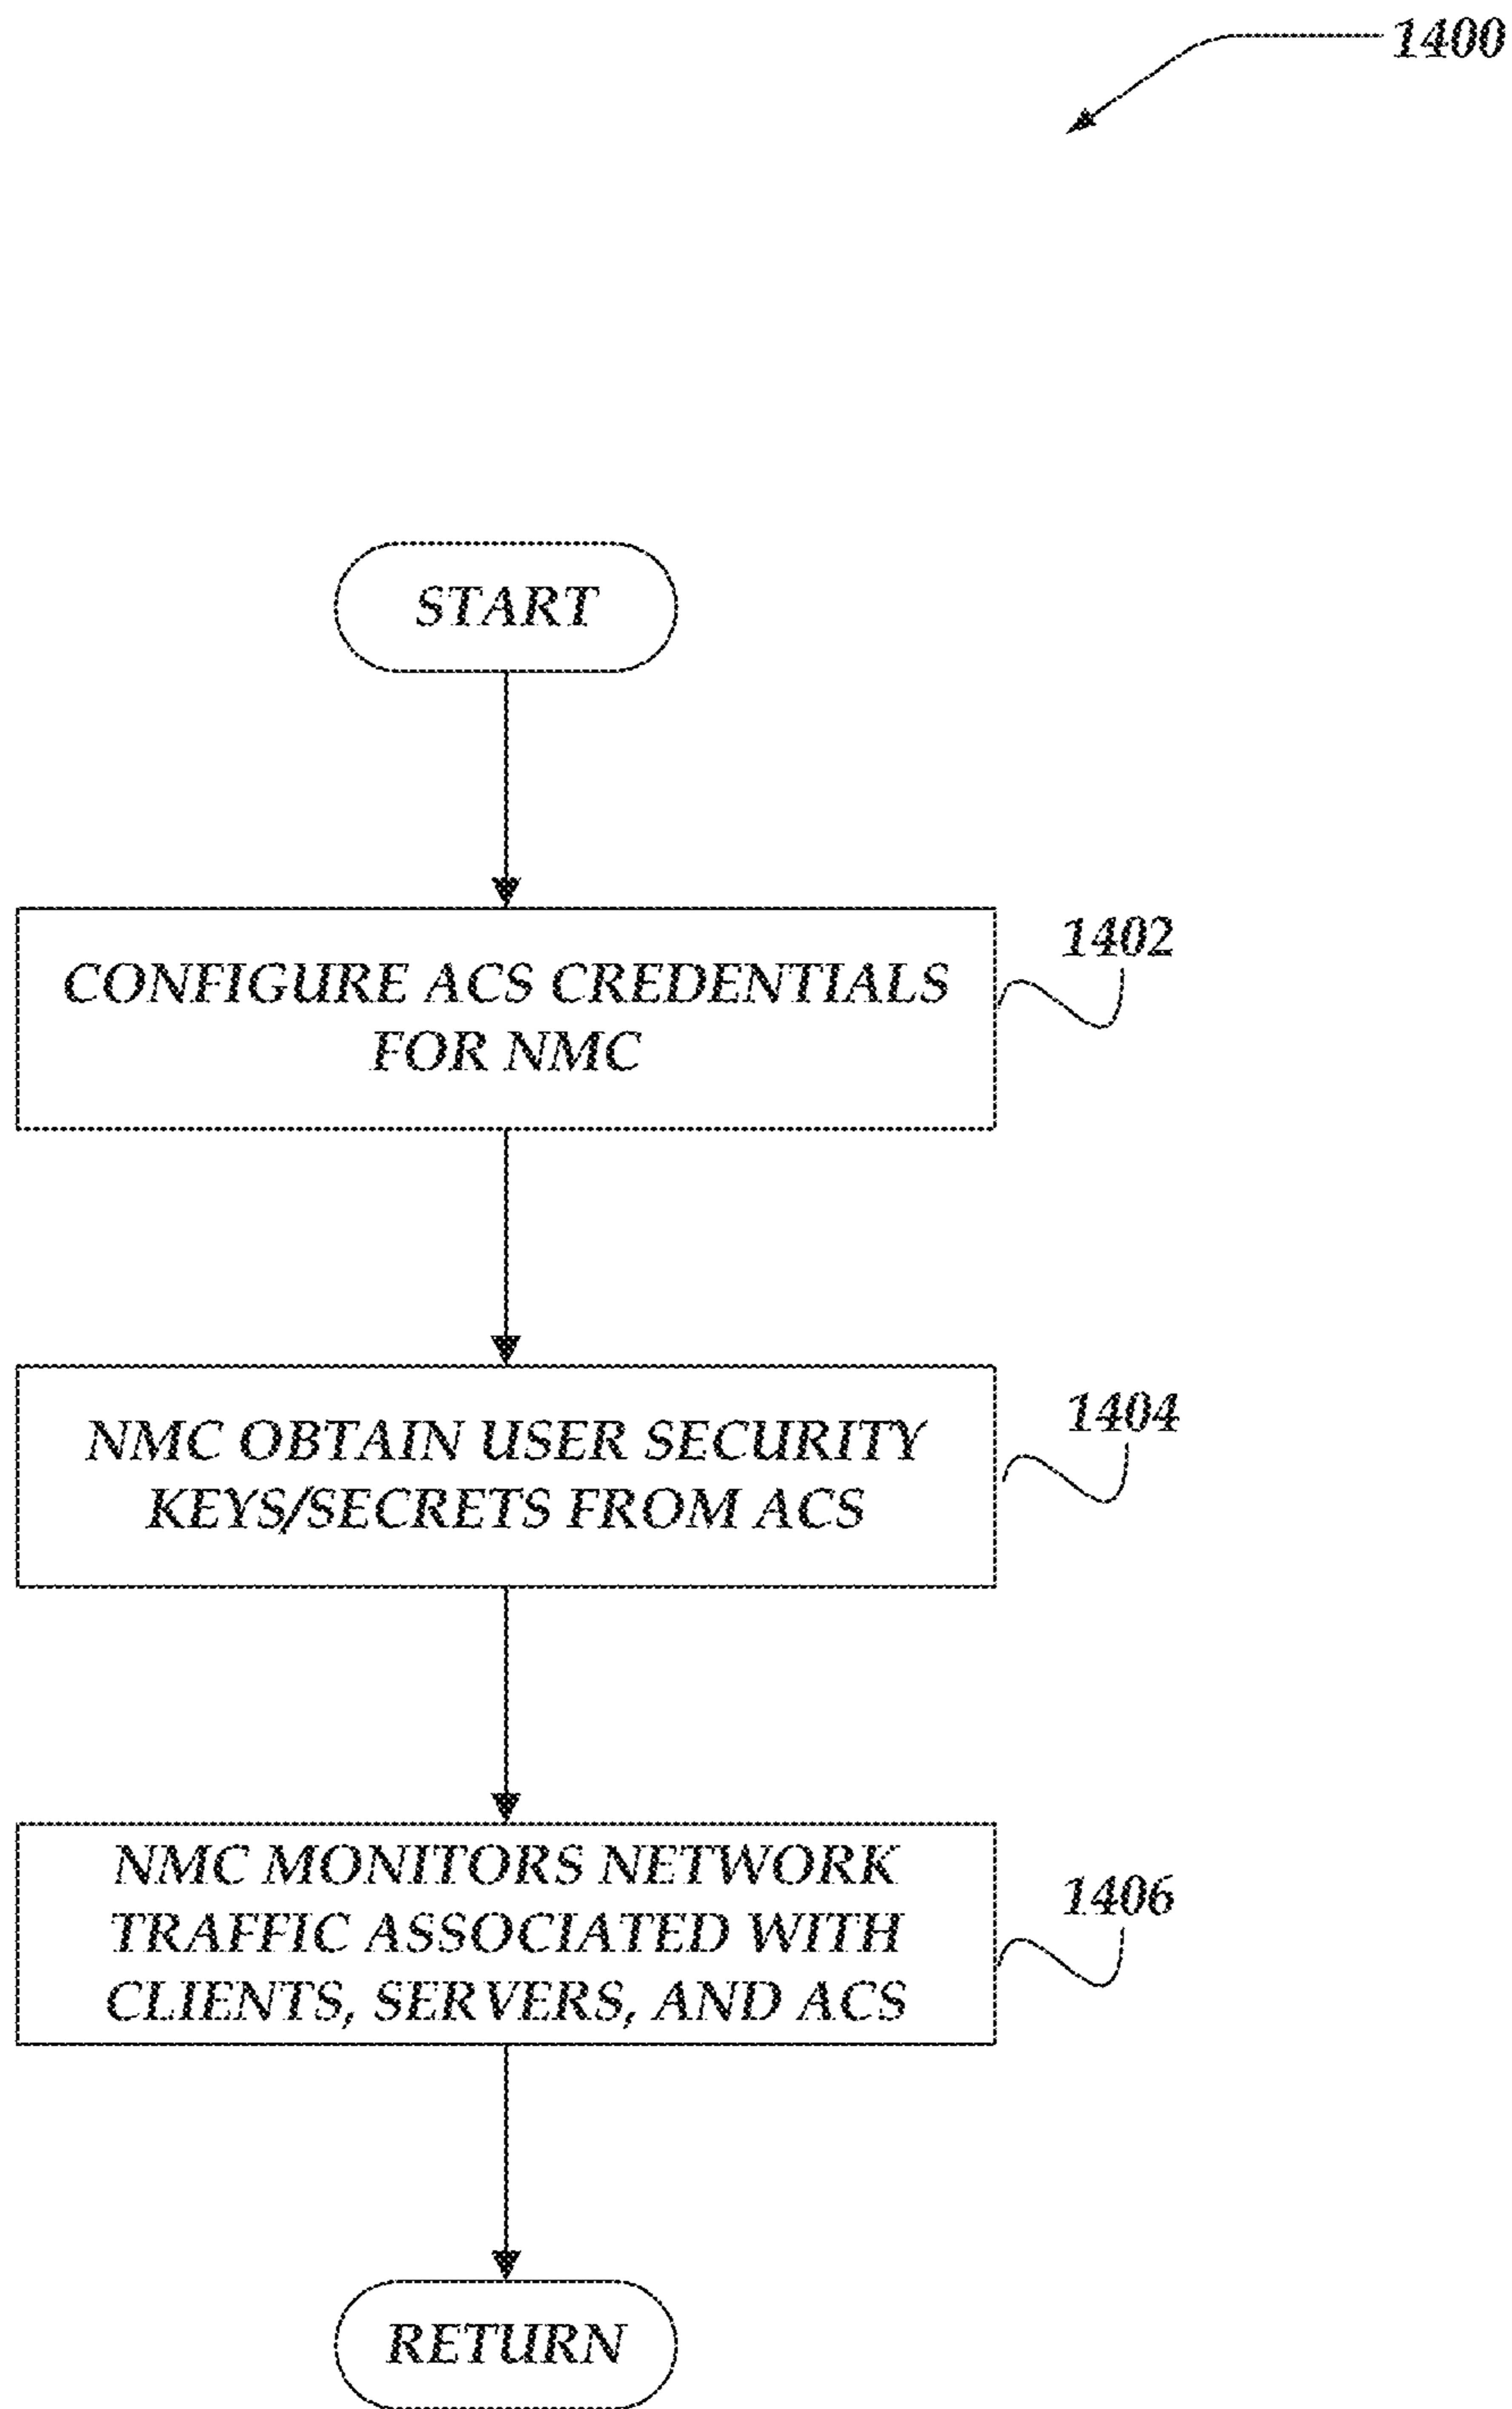 1400
START
CONFIGURE ACS CREDENTIALS
FOR NMC
1402
NMC OBTAIN USER SECURITY
KEYS/SECRETS FROM ACS
1404
NMC MONITORS NETWORK
TRAFFIC ASSOCIATED WITH
CLIENTS, SERVERS, AND ACS
1406
RETURN